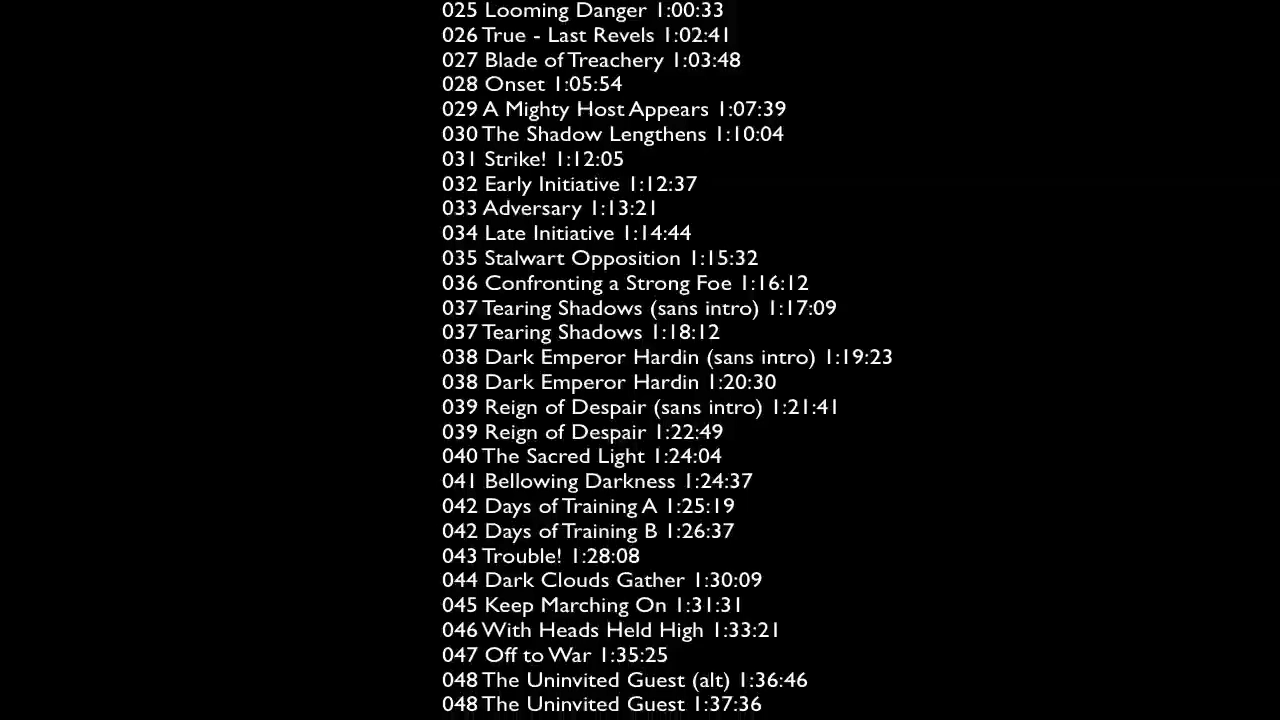 025 Looming Danger 1:00:33
026 True - Last Revels 1:02:41
027 Blade of Treachery 1:03:48
028 Onset 1:05:54
029 A Mighty Host Appears 1:07:39
030 The Shadow Lengthens 1:10:04
031 Strike! 1:12:05
032 Early Initiative 1:12:37
033 Adversary 1:13:21
034 Late Initiative 1:14:44
035 Stalwart Opposition 1:15:32
036 Confronting a Strong Foe 1:16:12
037 Tearing Shadows (sans intro) 1:17:09
037 Tearing Shadows 1:18:12
038 Dark Emperor Hardin (sans intro) 1:19:23
038 Dark Emperor Hardin 1:20:30
039 Reign of Despair (sans intro) 1:21:41
039 Reign of Despair 1:22:49
040 The Sacred Light 1:24:04
041 Bellowing Darkness 1:24:37
042 Days of Training A 1:25:19
042 Days of Training B 1:26:37
043 Trouble! 1:28:08
044 Dark Clouds Gather 1:30:09
045 Keep Marching On 1:31:31
046 With Heads Held High 1:33:21
047 Off to War 1:35:25
048 The Uninvited Guest (alt) 1:36:46
048 The Uninvited Guest 1:37:36